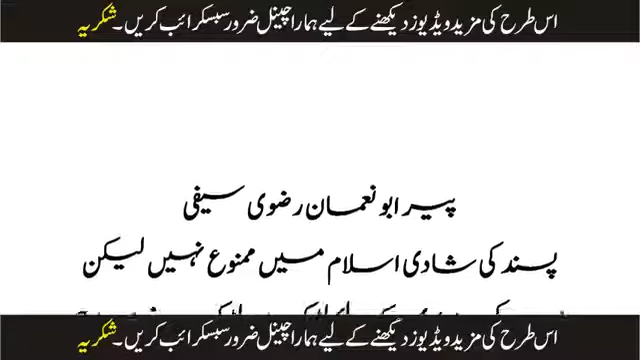 اس طرح کی مزید ویڈیوز دیکھنے کے لیے ہمارا چینل ضرور سبسکرائب کریں۔ شکریہ
پیر ابو نعمان رضوی سیفی
پسند کی شادی اسلام میں ممنوع نہیں لیکن
اس طرح کی مزید ویڈیوز دیکھنے کے لیے ہمارا چینل ضرور سبسکرائب کریں۔ شکریہ